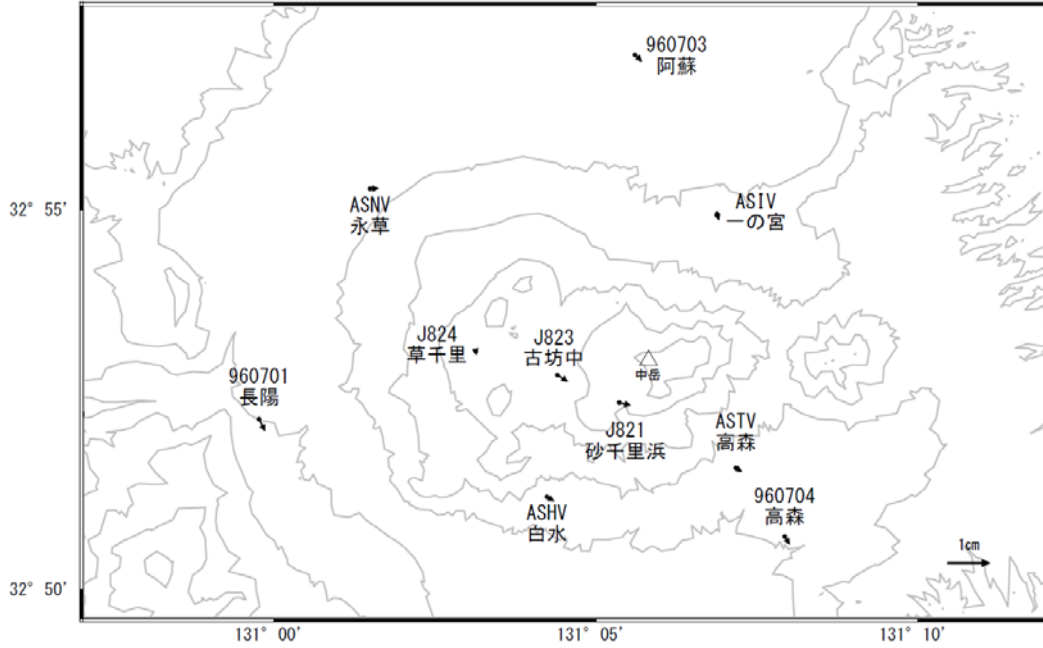 960703
阿蘇
32° 55'
ASNV
永草
ASIV
一の宮
J824
草千里
J823
古坊中
中岳
960701
長陽
J821
砂千里浜
ASTV
高森
ASHV
白水
960704
高森
1cm
32° 50'
131° 00'
131° 05'
131° 10'